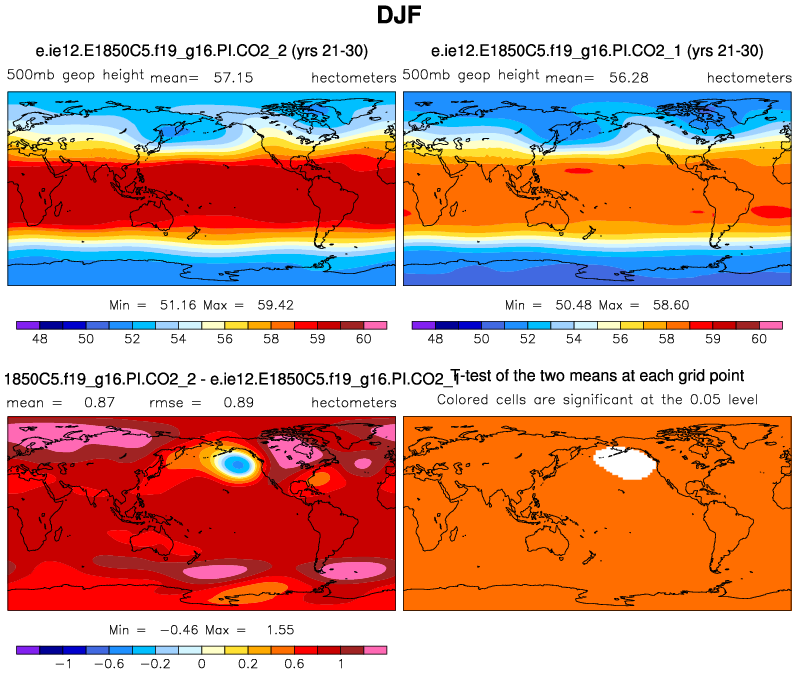 DJF
e.ie12.E1850C5.f19_g16.PI.CO2_2 (yrs 21-30)
500mb geop height mean= 57.15 hectometers
Min = 51.16 Max = 59.42
48 50 52 54 56 58 59 60
e.ie12.E1850C5.f19_g16.PI.CO2_1 (yrs 21-30)
500mb geop height mean= 56.28 hectometers
Min = 50.48 Max = 58.60
48 50 52 54 56 58 59 60
1850C5.f19_g16.PI.CO2_2 - e.ie12.E1850C5.f19_g16.PI.CO2_1
mean = 0.87 rmse = 0.89 hectometers
Min = -0.46 Max = 1.55
-1 -0.6 -0.2 0 0.2 0.6 1
T-test of the two means at each grid point
Colored cells are significant at the 0.05 level